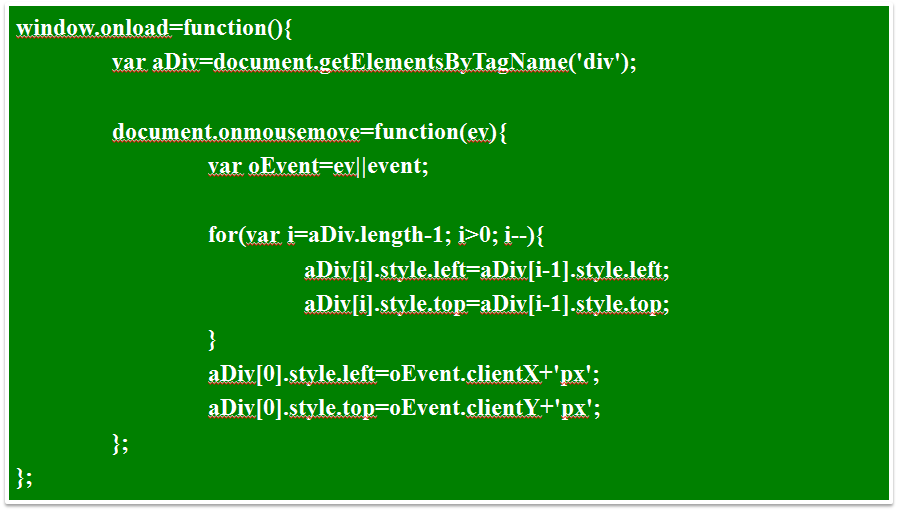 window.onload=function(){
var aDiv=document.getElementsByTagName('div');
document.onmousemove=function(ev){
var oEvent=ev||event;
for(var i=aDiv.length-1; i>0; i--){
aDiv[i].style.left=aDiv[i-1].style.left;
aDiv[i].style.top=aDiv[i-1].style.top;
}
aDiv[0].style.left=oEvent.clientX+'px';
aDiv[0].style.top=oEvent.clientY+'px';
};
};